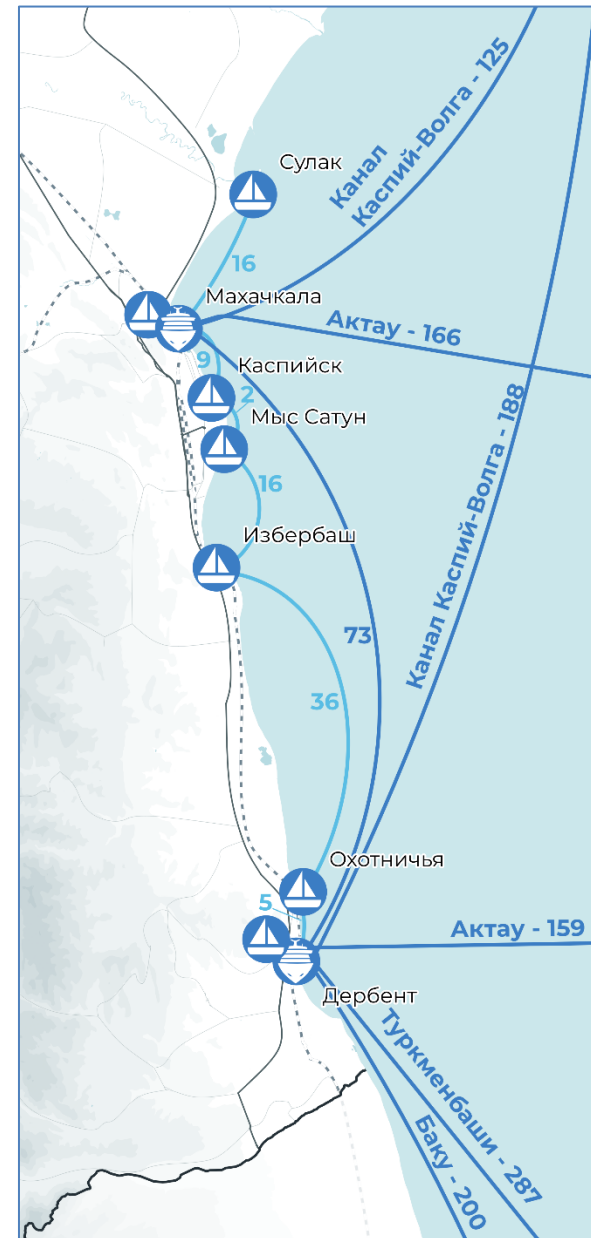 Канал
Каспий-Волга - 125
Сулак
16
Махачкала
Актау - 166
9
Каспийск
2
Мыс Сатун
16
Избербаш
Канал Каспий-Волга - 188
73
36
Охотничья
5
Актау - 159
Дербент
Туркменбаши - 287
Баку - 200